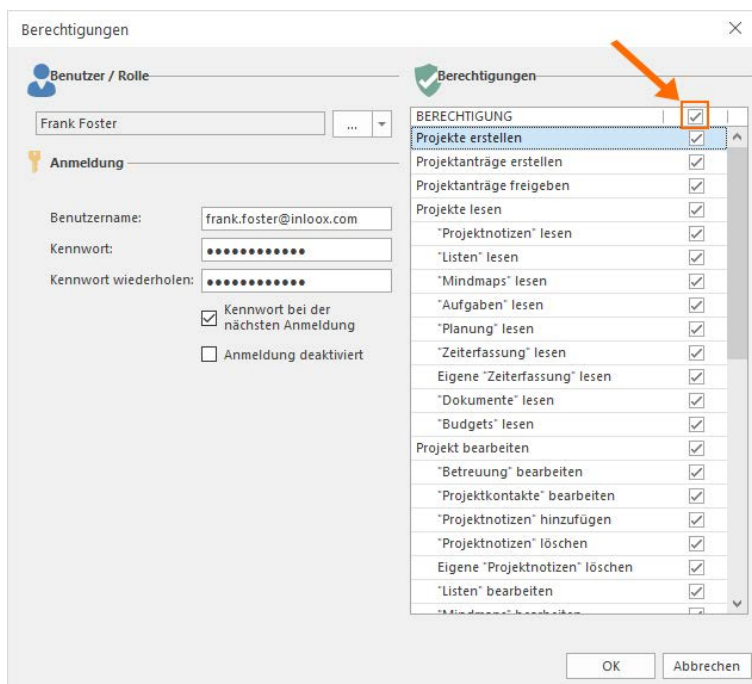 Berechtigungen
Benutzer / Rolle
Frank Foster
...
Anmeldung
Benutzername:
frank.foster@inloox.com
Kennwort:
●●●●●●●●●●●●
Kennwort wiederholen:
●●●●●●●●●●●●
Kennwort bei der
nächsten Anmeldung
Anmeldung deaktiviert
Berechtigungen
BERECHTIGUNG
Projekte erstellen
Projektanträge erstellen
Projektanträge freigeben
Projekte lesen
"Projektnotizen" lesen
"Listen" lesen
"Mindmaps" lesen
"Aufgaben" lesen
"Planung" lesen
"Zeiterfassung" lesen
Eigene "Zeiterfassung" lesen
"Dokumente" lesen
"Budgets" lesen
Projekt bearbeiten
"Betreuung" bearbeiten
"Projektkontakte" bearbeiten
"Projektnotizen" hinzufügen
"Projektnotizen" löschen
Eigene "Projektnotizen" löschen
"Listen" bearbeiten
"Mindmaps" bearbeiten
OK
Abbrechen